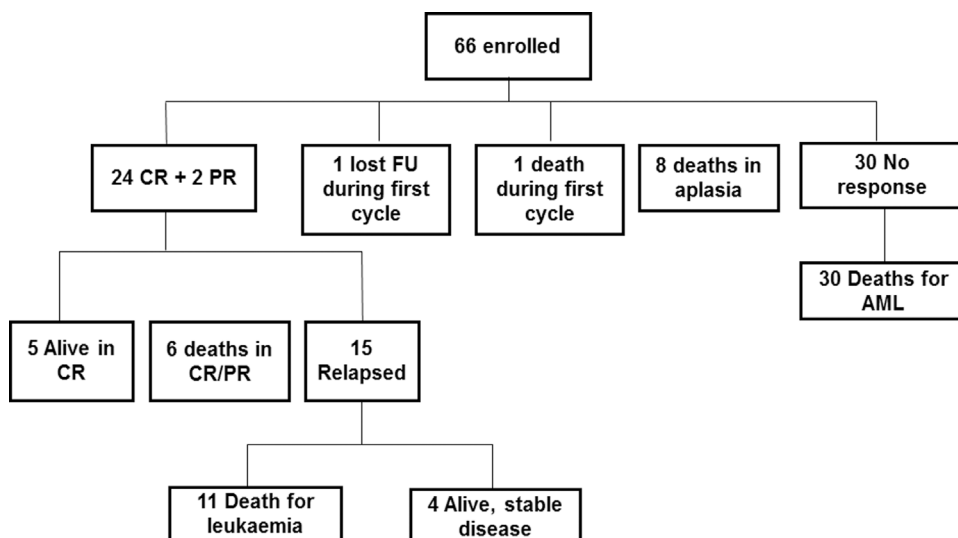 66 enrolled
24 CR + 2 PR
1 lost FU
during first
cycle
1 death
during first
cycle
8 deaths in
aplasia
30 No
response
30 Deaths for
AML
5 Alive in
CR
6 deaths in
CR/PR
15
Relapsed
11 Death for
leukaemia
4 Alive, stable
disease